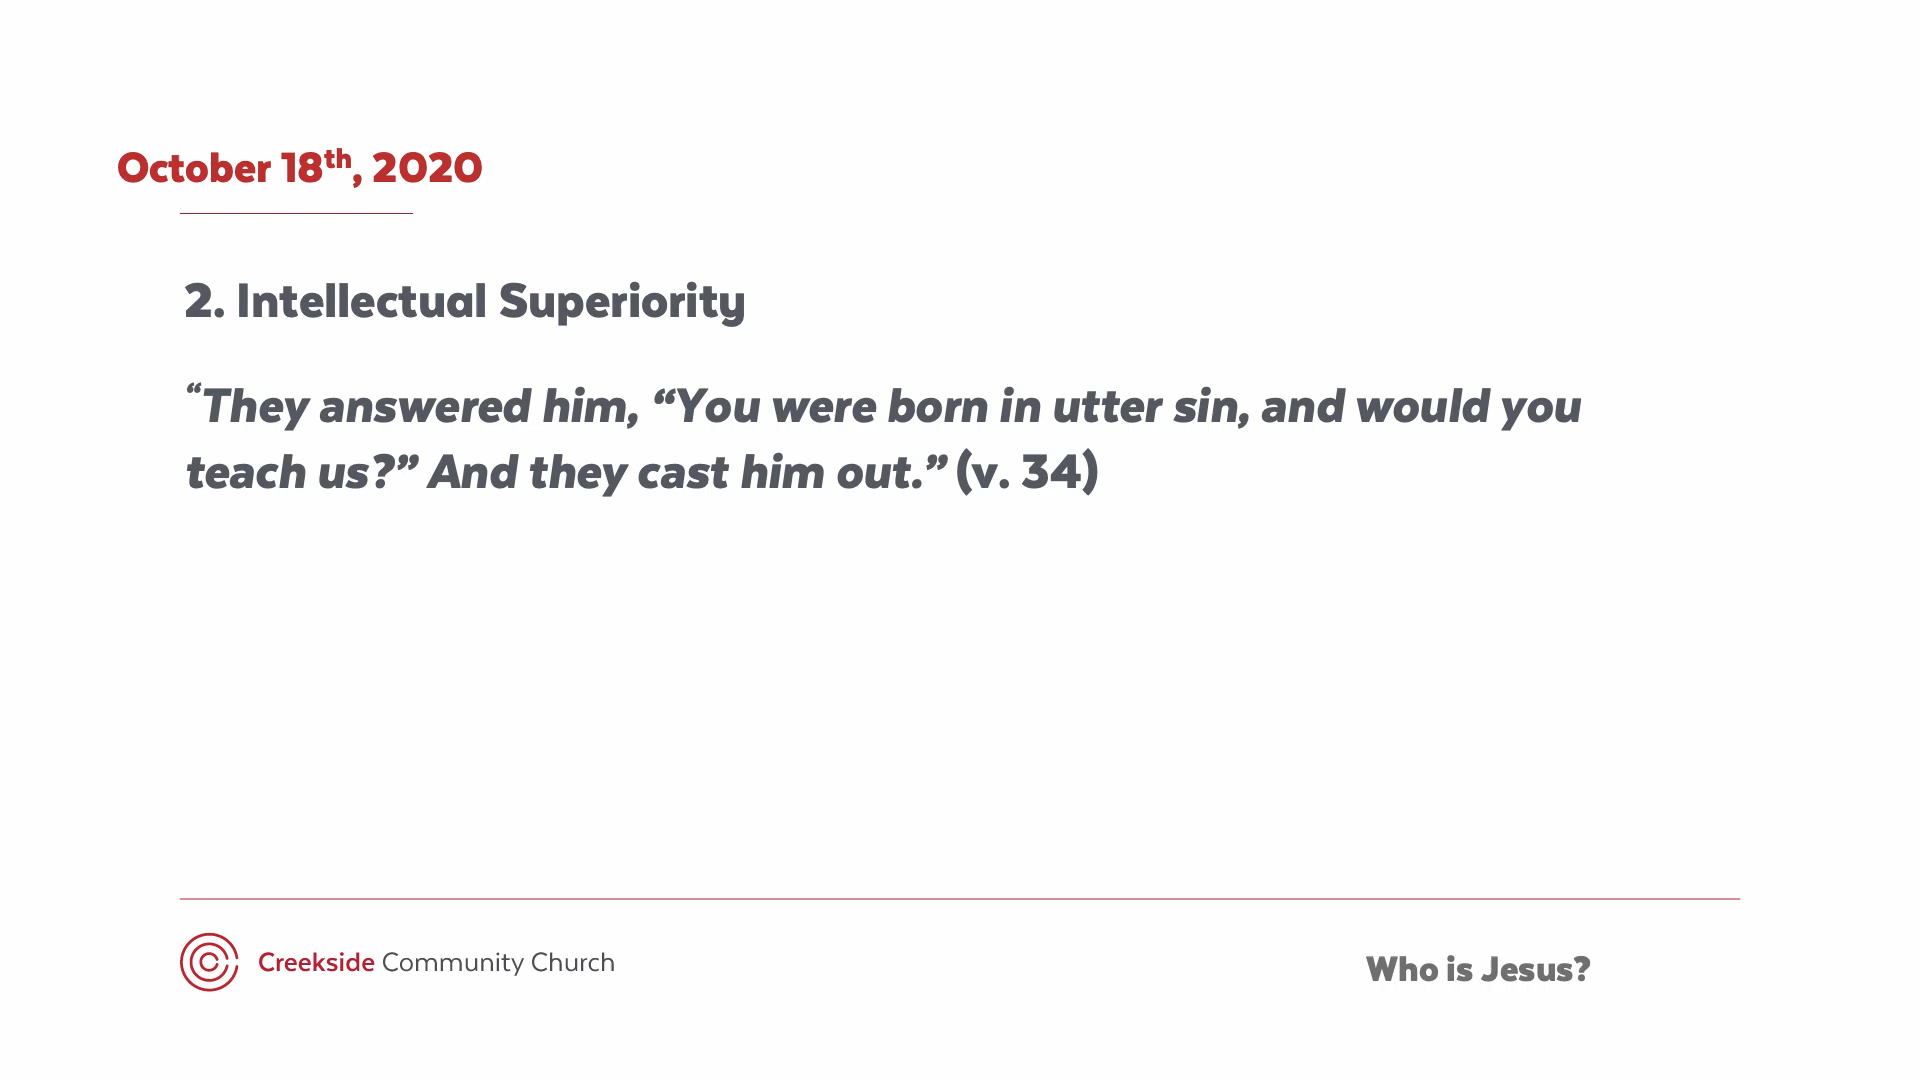 October 18th, 2020
2. Intellectual Superiority
“They answered him, “You were born in utter sin, and would you
teach us?” And they cast him out.” (v. 34)
Creekside Community Church
Who is Jesus?